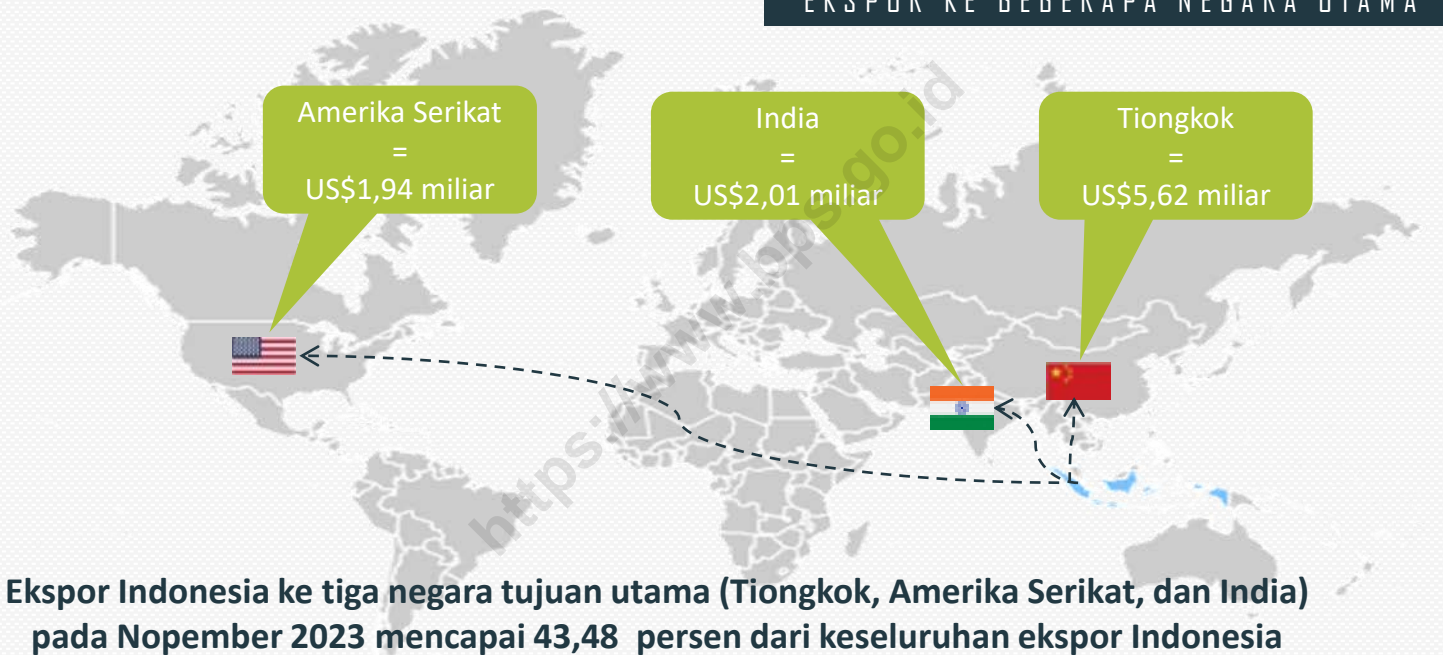 EKSPOR KE BEBERAPA NEGARA UTAMA
Amerika Serikat
=
US$1,94 miliar
India
=
US$2,01 miliar
Tiongkok
=
US$5,62 miliar
https://www.bps.go.id
Ekspor Indonesia ke tiga negara tujuan utama (Tiongkok, Amerika Serikat, dan India)
pada Nopember 2023 mencapai 43,48 persen dari keseluruhan ekspor Indonesia